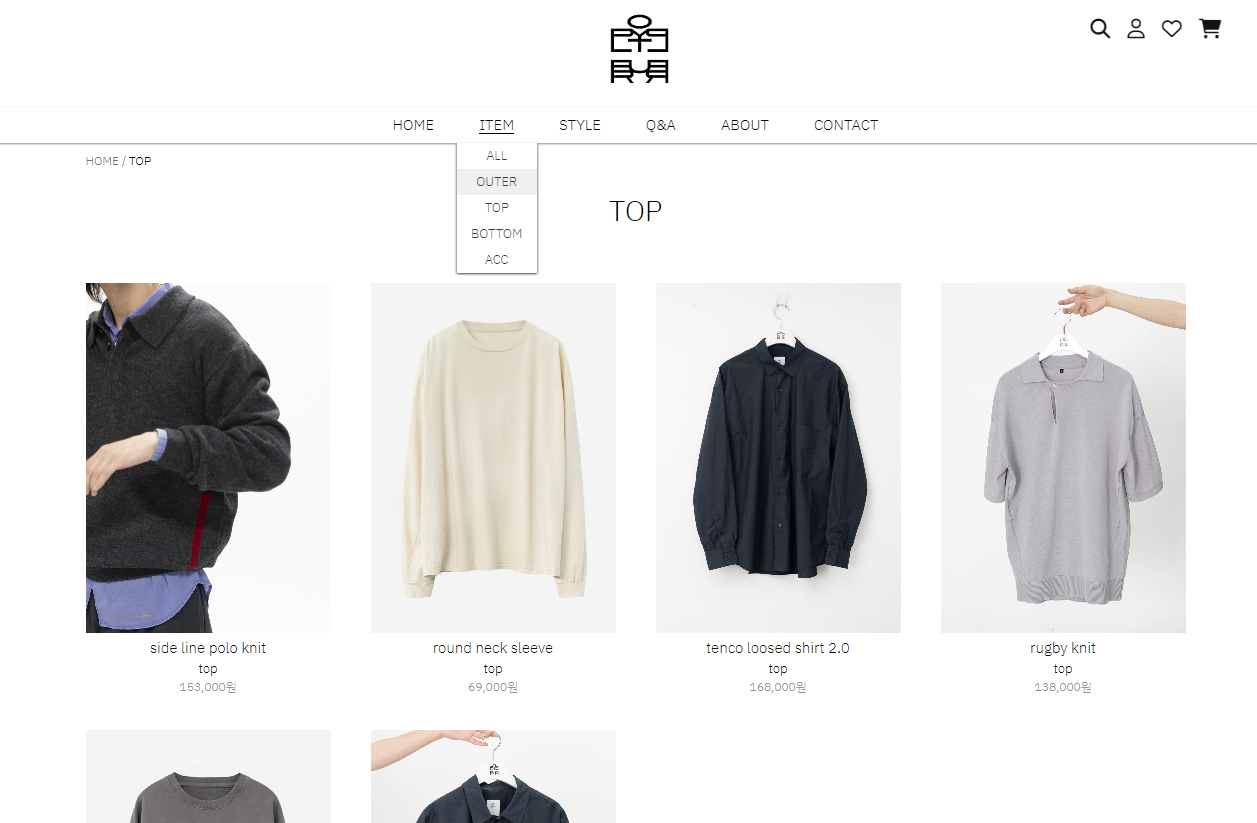 HOME ITEM STYLE Q&A ABOUT CONTACT
ALL
OUTER
TOP
BOTTOM
ACC
HOME / TOP
TOP
side line polo knit
top
153,000원
round neck sleeve
top
69,000원
tenco loosed shirt 2.0
top
168,000원
rugby knit
top
138,000원